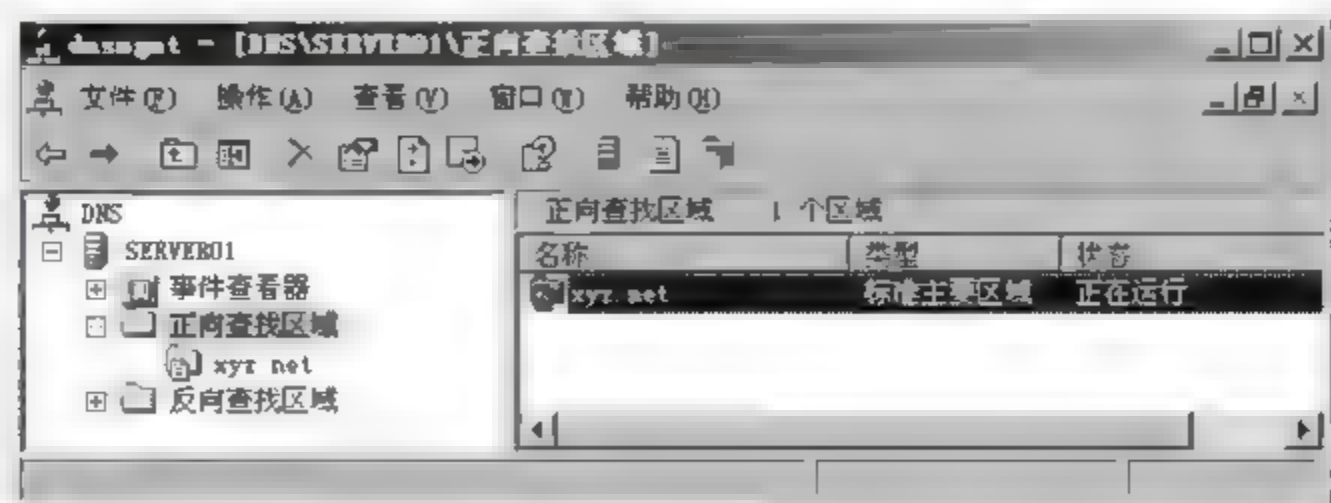 dnsmgmt - [DNS\SERVER01\正向查找区域]
文件(F) 操作(A) 查看(V) 窗口(W) 帮助(H)
DNS
SERVER01
事件查看器
正向查找区域
xyz net
反向查找区域
正向查找区域 1 个区域
名称 类型 状态
xyz.net 标准主要区域 正在运行